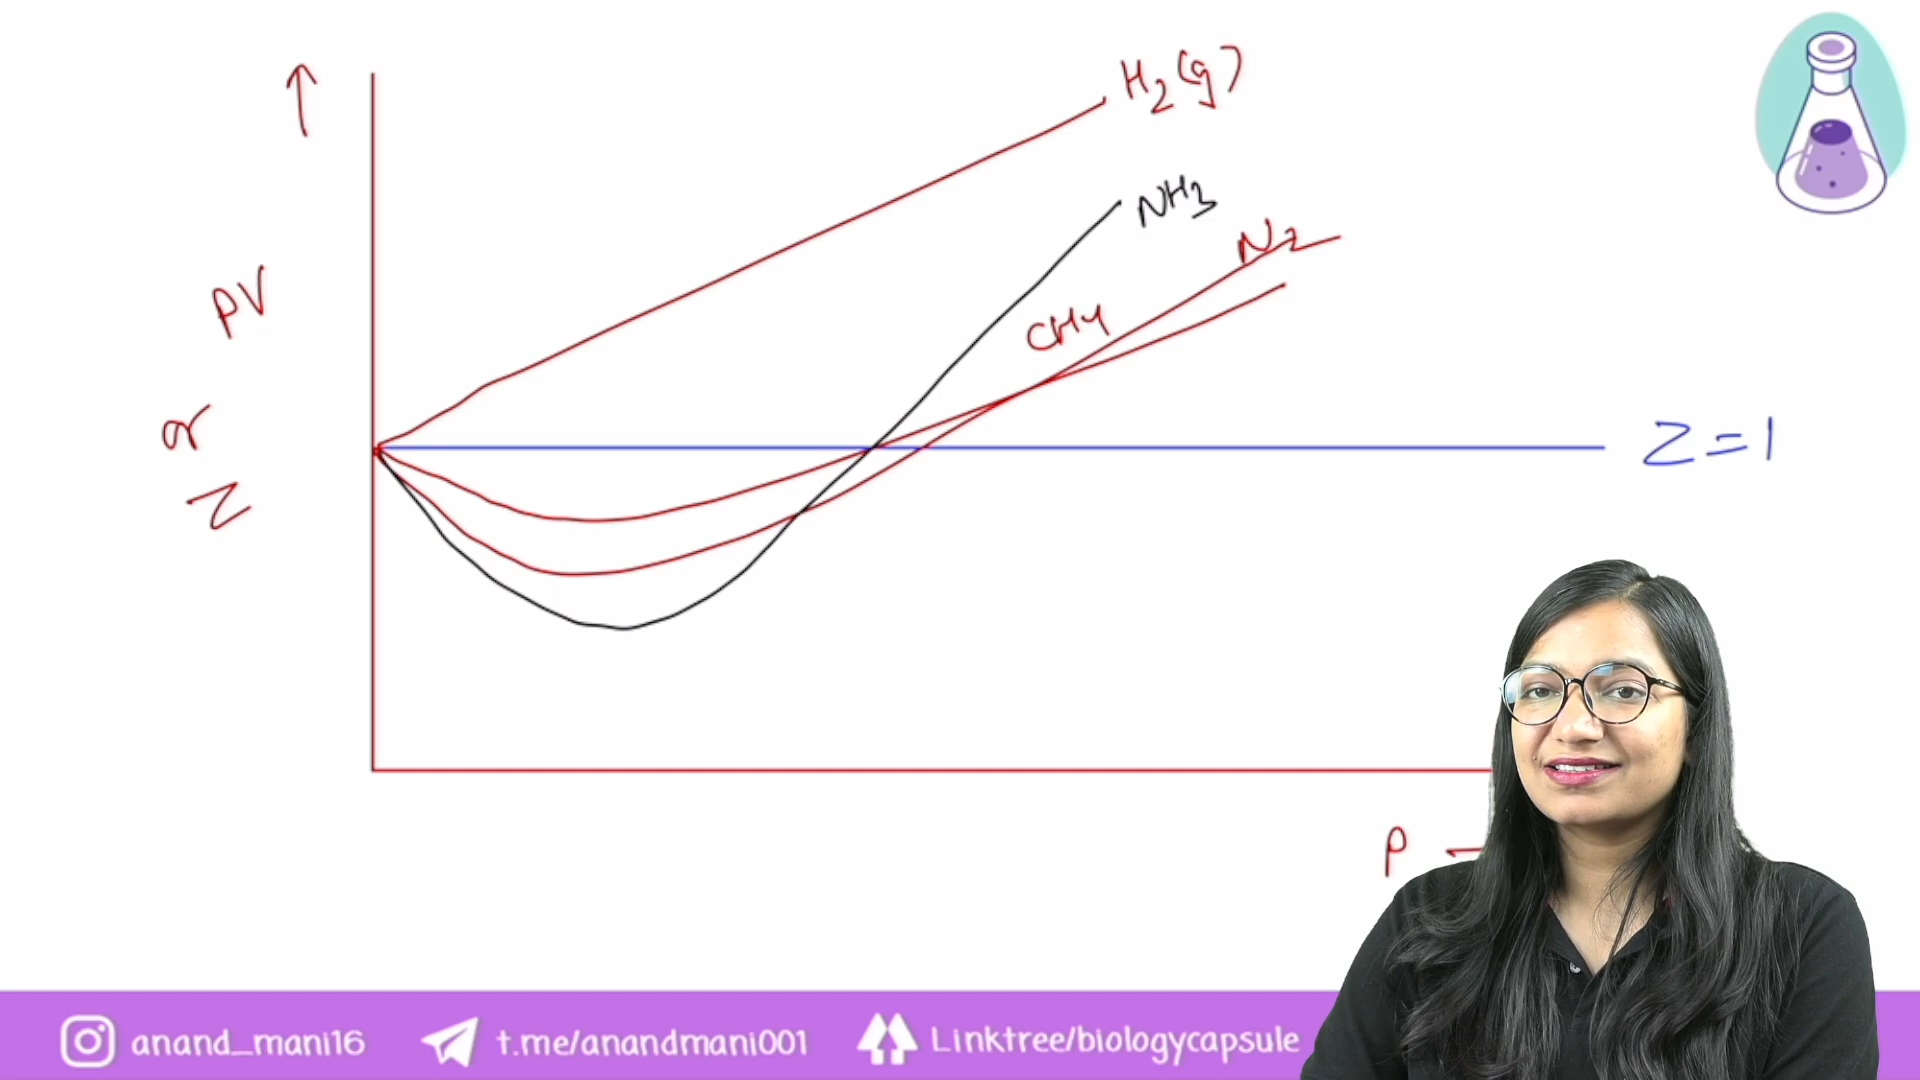 H2(g)
NH3
N2
PV
CH4
or
Z = 1
Z
P
anand_mani16
t.me/anandmani001
Linktree/biologycapsule